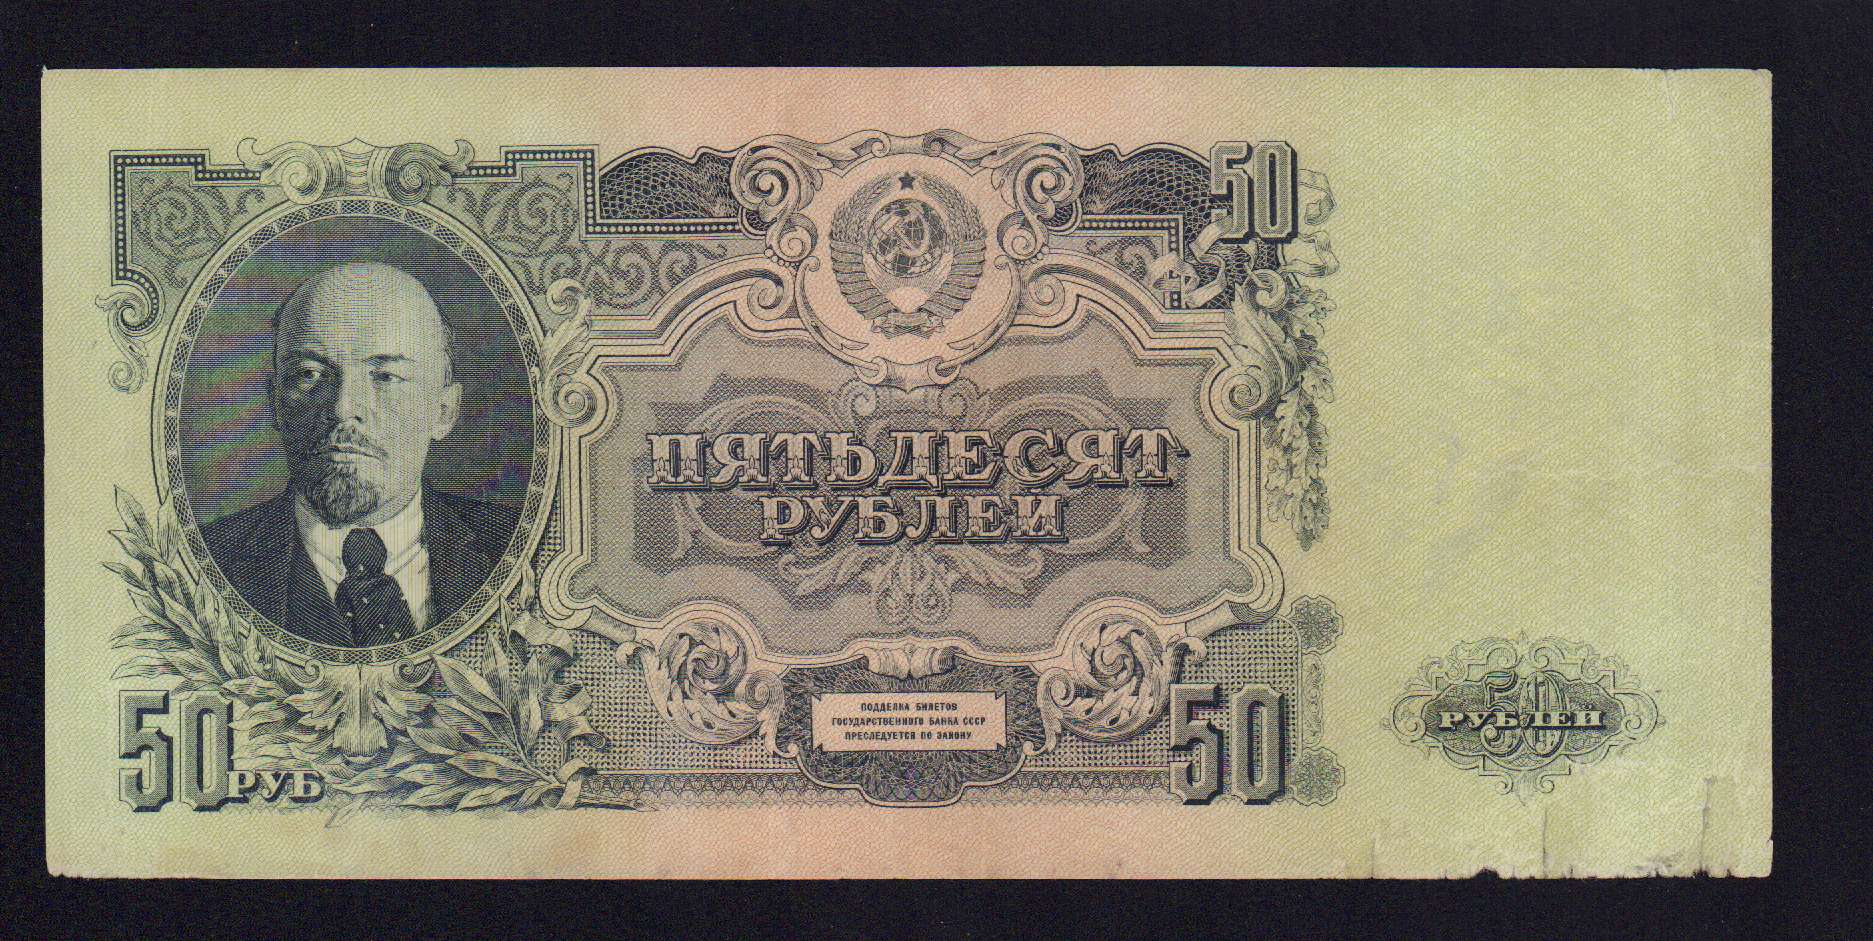 50
ПЯТЬДЕСЯТ
РУБЛЕЙ
ПОДДЕЛКА БИЛЕТОВ
ГОСУДАРСТВЕННОГО БАНКА СССР
ПРЕСЛЕДУЕТСЯ ПО ЗАКОНУ
50 РУБ
50
50
РУБЛЕЙ